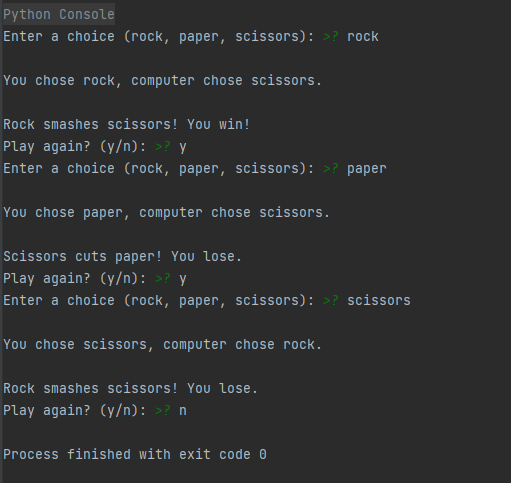 Python Console
Enter a choice (rock, paper, scissors): >? rock
You chose rock, computer chose scissors.
Rock smashes scissors! You win!
Play again? (y/n): >? y
Enter a choice (rock, paper, scissors): >? paper
You chose paper, computer chose scissors.
Scissors cuts paper! You lose.
Play again? (y/n): >? y
Enter a choice (rock, paper, scissors): >? scissors
You chose scissors, computer chose rock.
Rock smashes scissors! You lose.
Play again? (y/n): >? n
Process finished with exit code 0